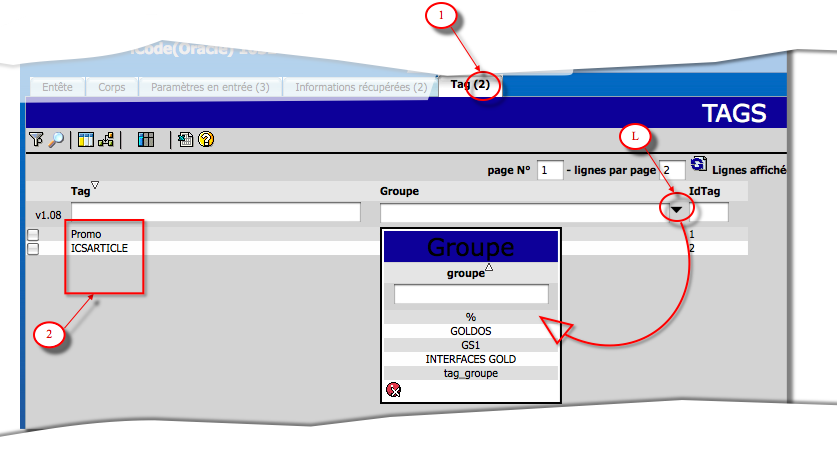 1
Code(Oracle)
Entête Corps Paramètres en entrée (3) Informations récupérées (2) Tag (2)
TAGS
L
page N° 1 - lignes par page 2 Lignes affiché
Tag Groupe IdTag
v1.08
Promo 1
ICSARTICLE 2
Groupe
groupe
%
GOLDOS
GS1
INTERFACES GOLD
tag_groupe
2